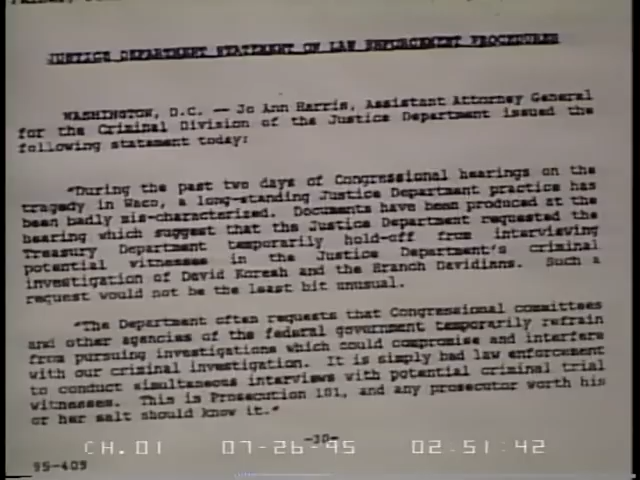 JUSTICE DEPARTMENT STATEMENT ON LAW ENFORCEMENT PROCEDURES
WASHINGTON, D.C. -- Jo Ann Harris, Assistant Attorney General
for the Criminal Division of the Justice Department issued the
following statement today:
"During the past two days of Congressional hearings on the
tragedy in Waco, a long-standing Justice Department practice has
been badly mis-characterized. Documents have been produced at the
hearing which suggest that the Justice Department requested the
Treasury Department temporarily hold-off from interviewing
potential witnesses in the Justice Department's criminal
investigation of David Koresh and the Branch Davidians. Such a
request would not be the least bit unusual.
"The Department often requests that Congressional committees
and other agencies of the federal government temporarily refrain
from pursuing investigations which could compromise and interfere
with our criminal investigation. It is simply bad law enforcement
to conduct simultaneous interviews with potential criminal trial
witnesses. This is Prosecution 101, and any prosecutor worth his
or her salt should know it."
-30-
CH.01 07-26-95 02:51:42
95-409